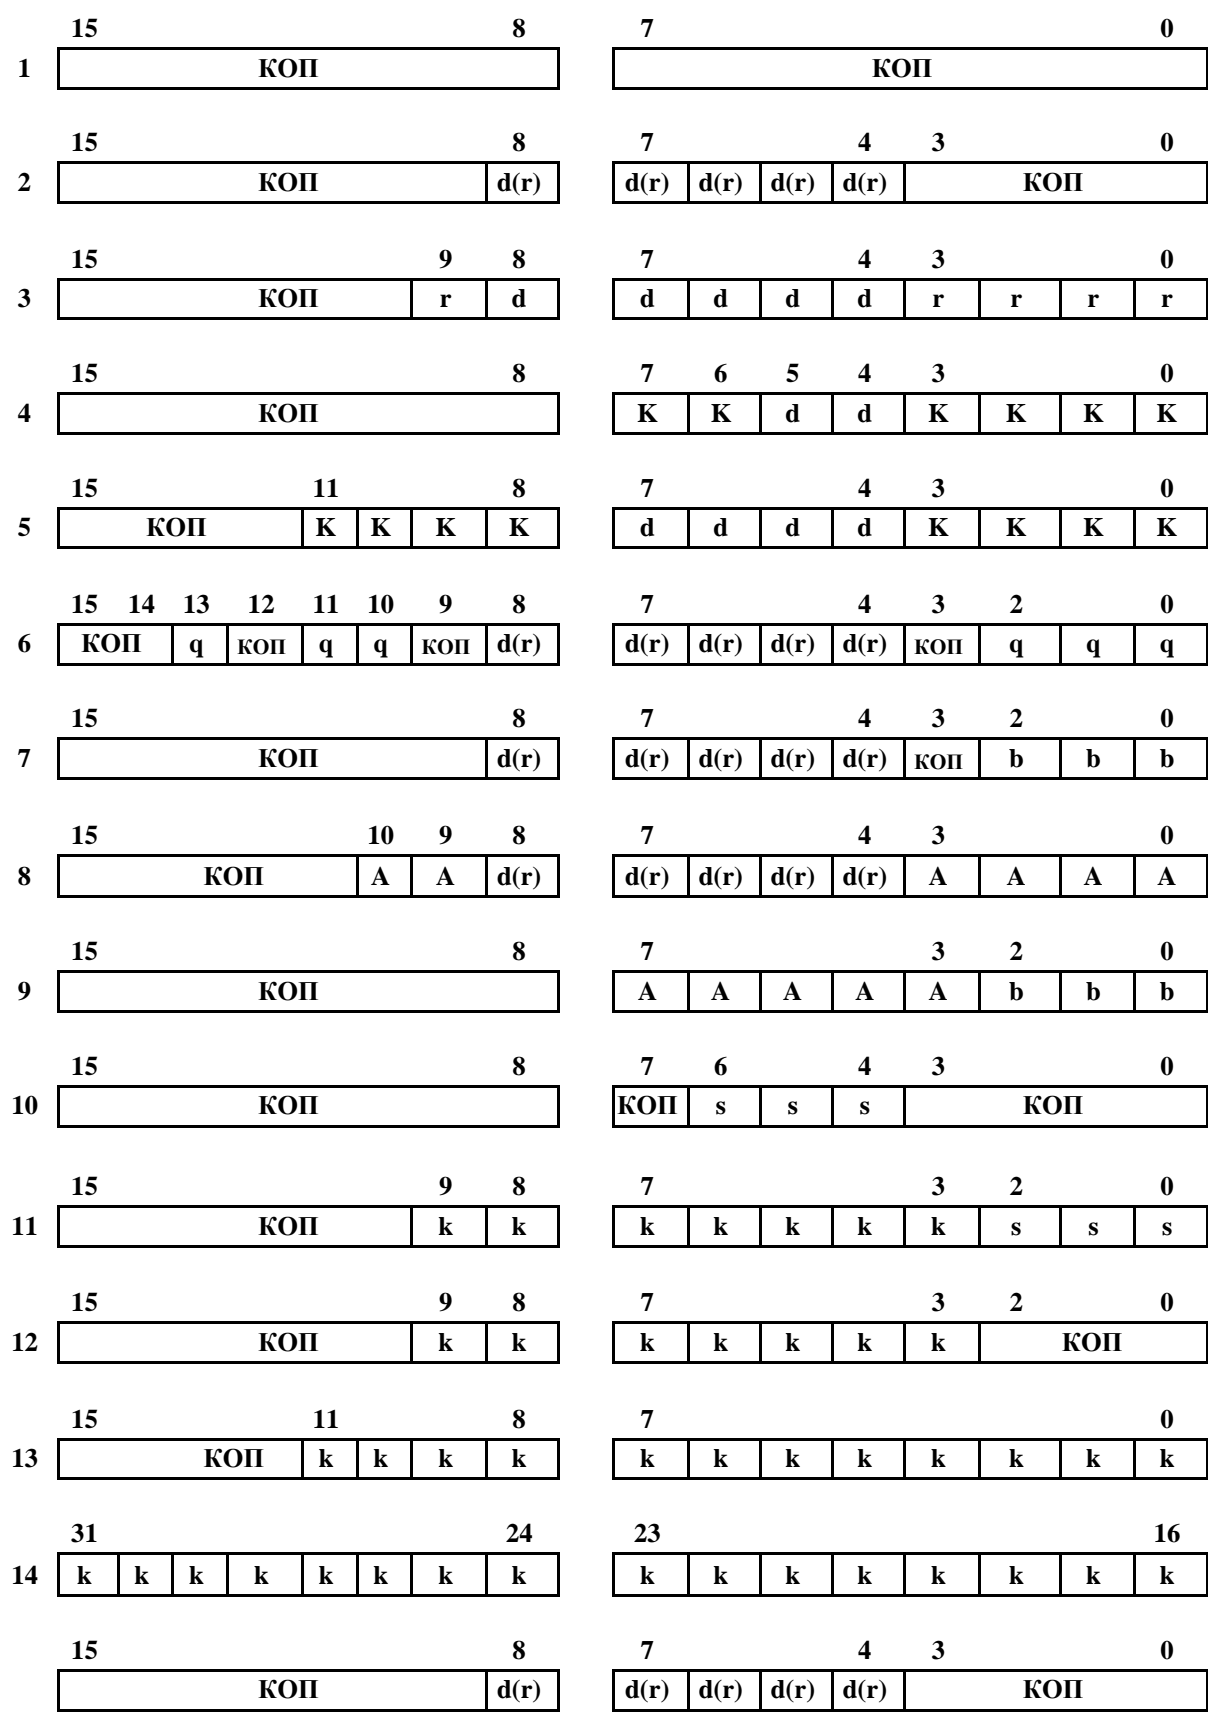 15 8 7 0
1 КОП КОП
15 8 7 4 3 0
2 КОП d(r) d(r) d(r) d(r) d(r) КОП
15 9 8 7 4 3 0
3 КОП r d d d d d r r r r
15 8 7 6 5 4 3 0
4 КОП K K d d K K K K
15 11 8 7 4 3 0
5 КОП K K K K d d d d K K K K
15 14 13 12 11 10 9 8 7 4 3 2 0
6 КОП q КОП q q КОП d(r) d(r) d(r) d(r) d(r) КОП q q q
15 8 7 4 3 2 0
7 КОП d(r) d(r) d(r) d(r) d(r) КОП b b b
15 10 9 8 7 4 3 0
8 КОП A A d(r) d(r) d(r) d(r) d(r) A A A A
15 8 7 3 2 0
9 КОП A A A A A b b b
15 8 7 6 4 3 0
10 КОП КОП s s s КОП
15 9 8 7 3 2 0
11 КОП k k k k k k k s s s
15 9 8 7 3 2 0
12 КОП k k k k k k k КОП
15 11 8 7 0
13 КОП k k k k k k k k k k k k
31 24 23 16
14 k k k k k k k k k k k k k k k k
15 8 7 4 3 0
КОП d(r) d(r) d(r) d(r) d(r) КОП